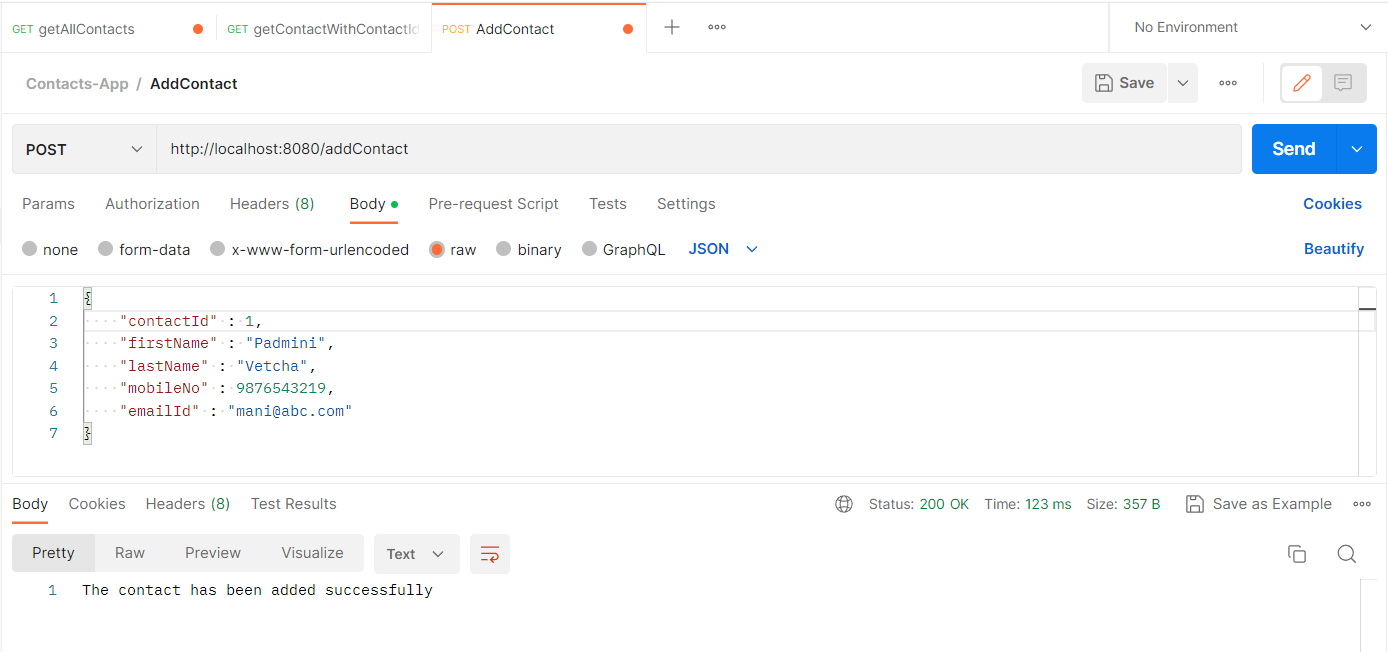 GET getAllContacts GET getContactWithContactId POST AddContact No Environment
Contacts-App / AddContact Save
POST http://localhost:8080/addContact Send
Params Authorization Headers (8) Body Pre-request Script Tests Settings Cookies
none form-data x-www-form-urlencoded raw binary GraphQL JSON Beautify
1 {
2 "contactId" : 1,
3 "firstName" : "Padmini",
4 "lastName" : "Vetcha",
5 "mobileNo" : 9876543219,
6 "emailId" : "mani@abc.com"
7 }
Body Cookies Headers (8) Test Results Status: 200 OK Time: 123 ms Size: 357 B Save as Example
Pretty Raw Preview Visualize Text
1 The contact has been added successfully